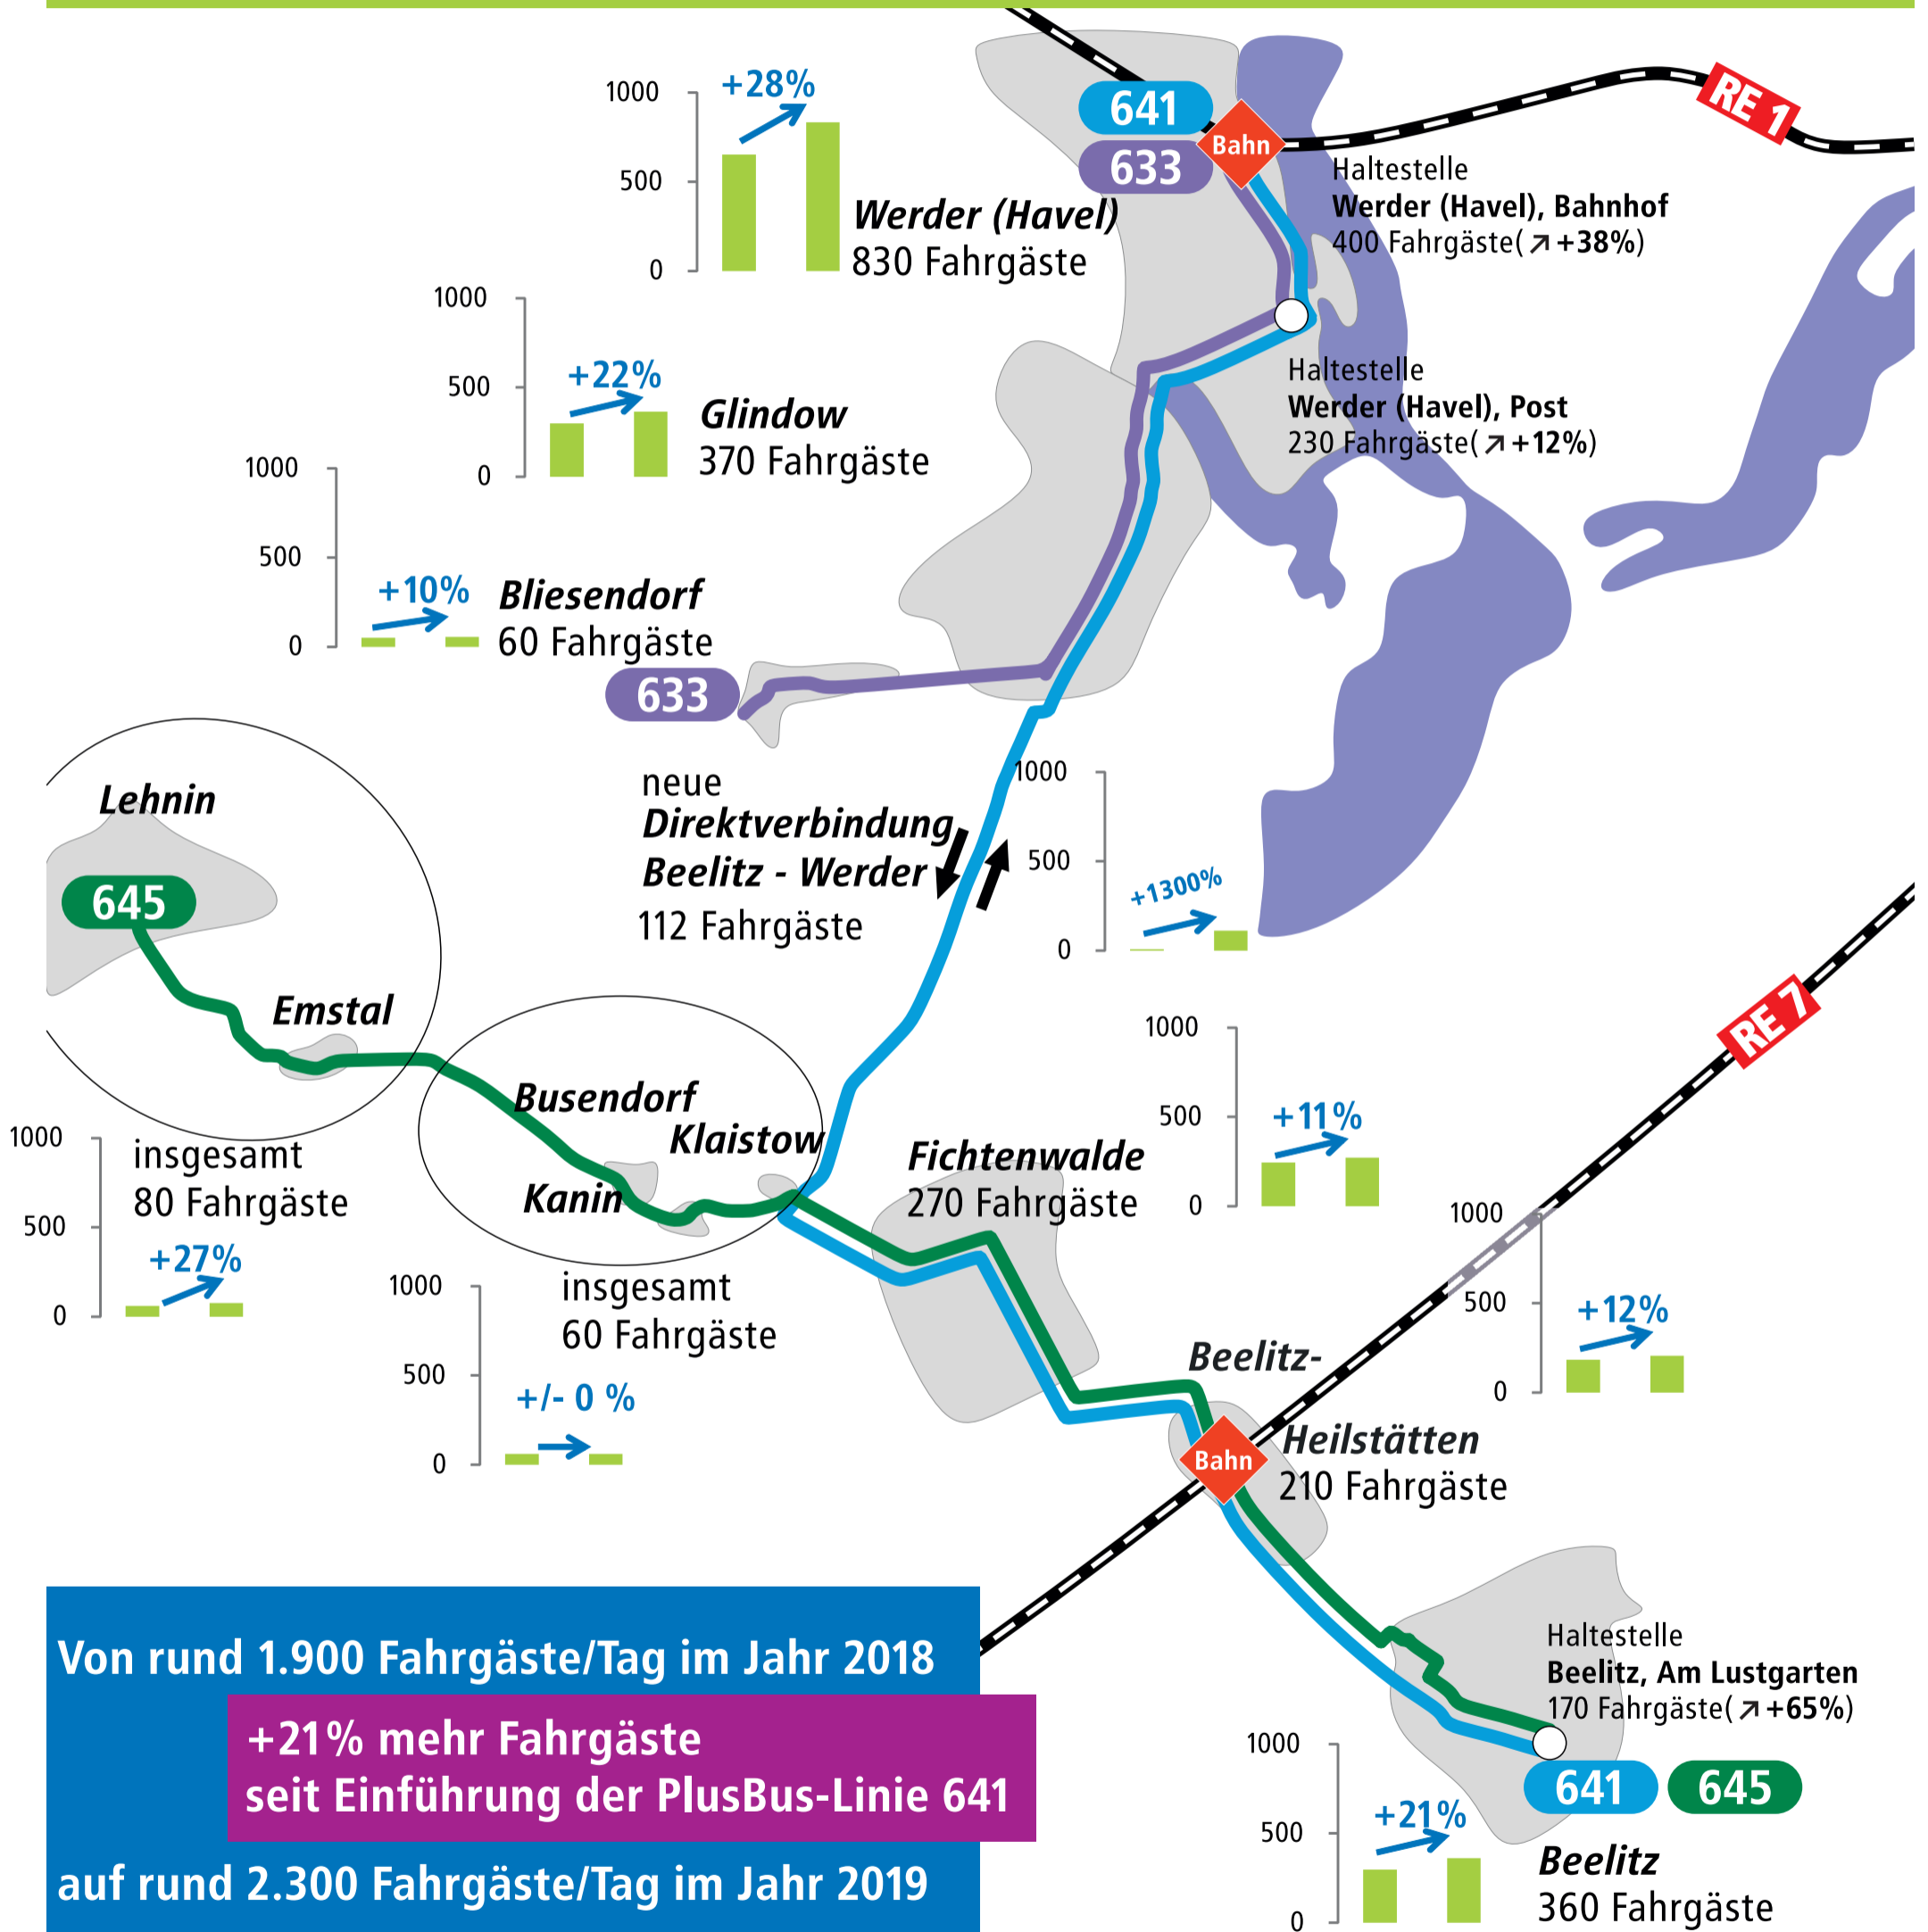 RE 1
641
633
Bahn
Haltestelle
Werder (Havel), Bahnhof
400 Fahrgäste(↗+38%)
1000
500
0
+28%
Werder (Havel)
830 Fahrgäste
1000
500
0
+22%
Glindow
370 Fahrgäste
Haltestelle
Werder (Havel), Post
230 Fahrgäste(↗+12%)
1000
500
0
+10%
Bliesendorf
60 Fahrgäste
633
neue
Direktverbindung
Beelitz - Werder
112 Fahrgäste
1000
500
0
+1300%
Lehnin
645
Emstal
insgesamt
80 Fahrgäste
1000
500
0
+27%
Busendorf
Klaistow
Kanin
insgesamt
60 Fahrgäste
1000
500
0
+/- 0 %
Fichtenwalde
270 Fahrgäste
1000
500
0
+11%
RE 7
1000
500
0
+12%
Beelitz-
Heilstätten
210 Fahrgäste
Bahn
Haltestelle
Beelitz, Am Lustgarten
170 Fahrgäste(↗+65%)
641
645
1000
500
0
+21%
Beelitz
360 Fahrgäste
Von rund 1.900 Fahrgäste/Tag im Jahr 2018
+21% mehr Fahrgäste
seit Einführung der PlusBus-Linie 641
auf rund 2.300 Fahrgäste/Tag im Jahr 2019